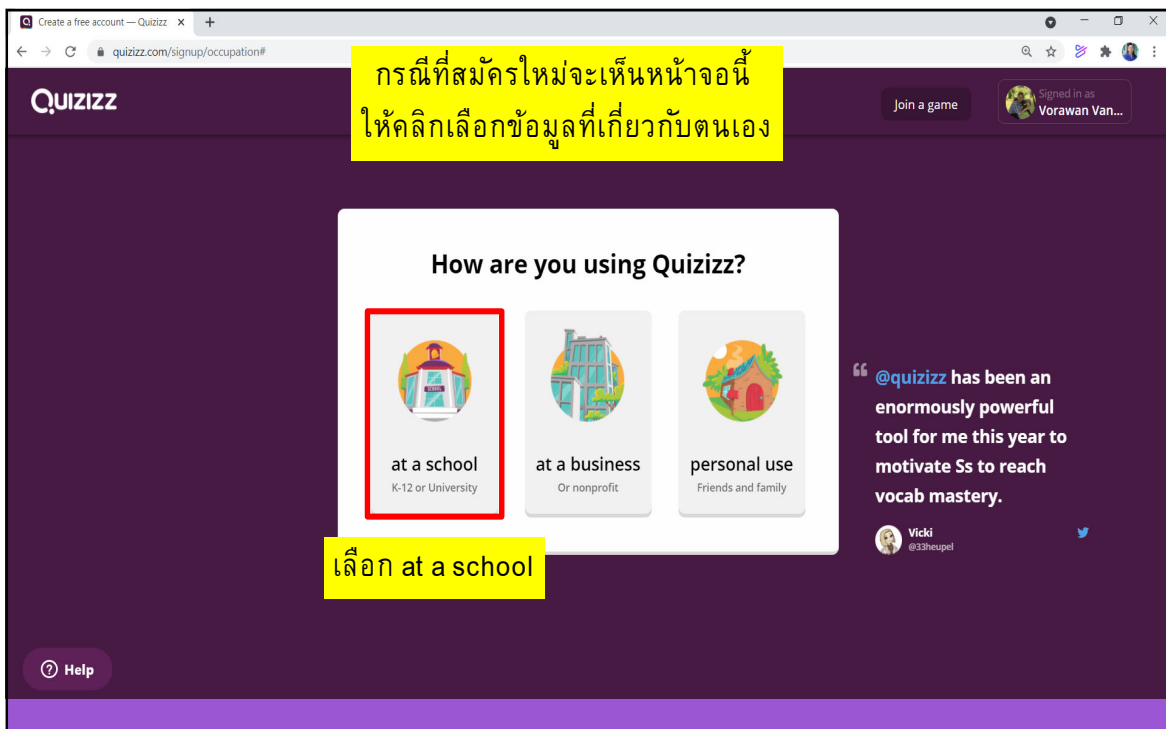 Create a free account — Quizizz
quizizz.com/signup/occupation#
กรณีที่สมัครใหม่จะเห็นหน้าจอนี้
ให้คลิกเลือกข้อมูลที่เกี่ยวกับตนเอง
QUIZIZZ
Join a game
Signed in as
Vorawan Van...
How are you using Quizizz?
SCHOOL
at a school
K-12 or University
at a business
Or nonprofit
personal use
Friends and family
“ @quizizz has been an
enormously powerful
tool for me this year to
motivate Ss to reach
vocab mastery.
Vicki
@33heupel
เลือก at a school
? Help